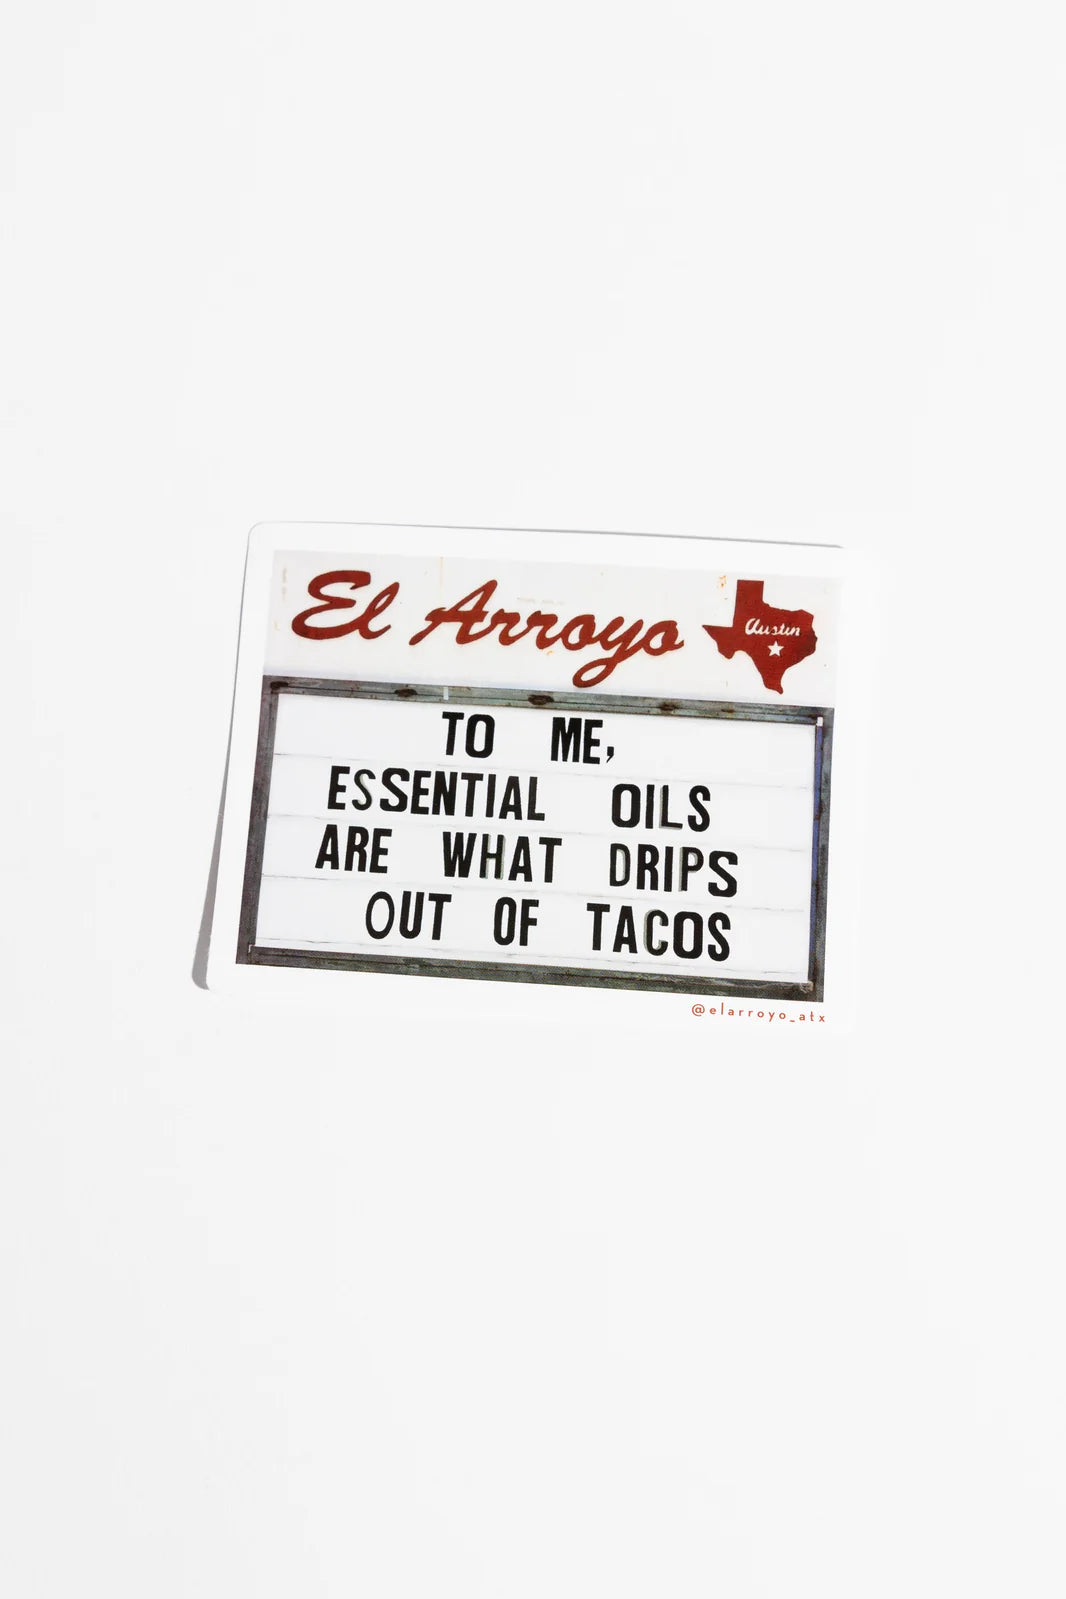 El Arroyo
Austin
TO ME,
ESSENTIAL OILS
ARE WHAT DRIPS
OUT OF TACOS
@elarroyo_atx